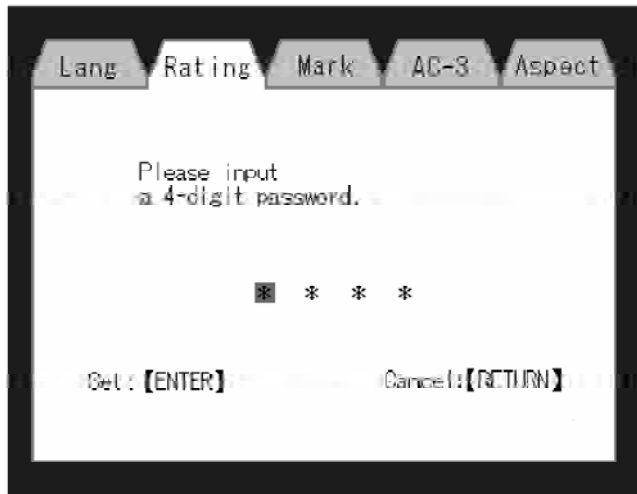 Lang Rating Mark AC-3 Aspect
Please input
a 4-digit password.
* * * *
Set:【ENTER】 Cancel:【RETURN】